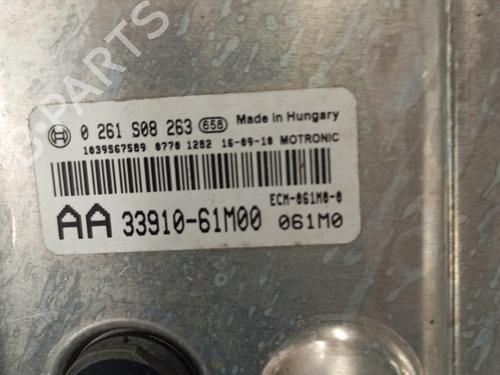 0 261 S08 263 658 Made in Hungary
1039S67589 0770 1282 16-09-10 MOTRONIC
ECM-061M0-0
AA 33910-61M00 061M0